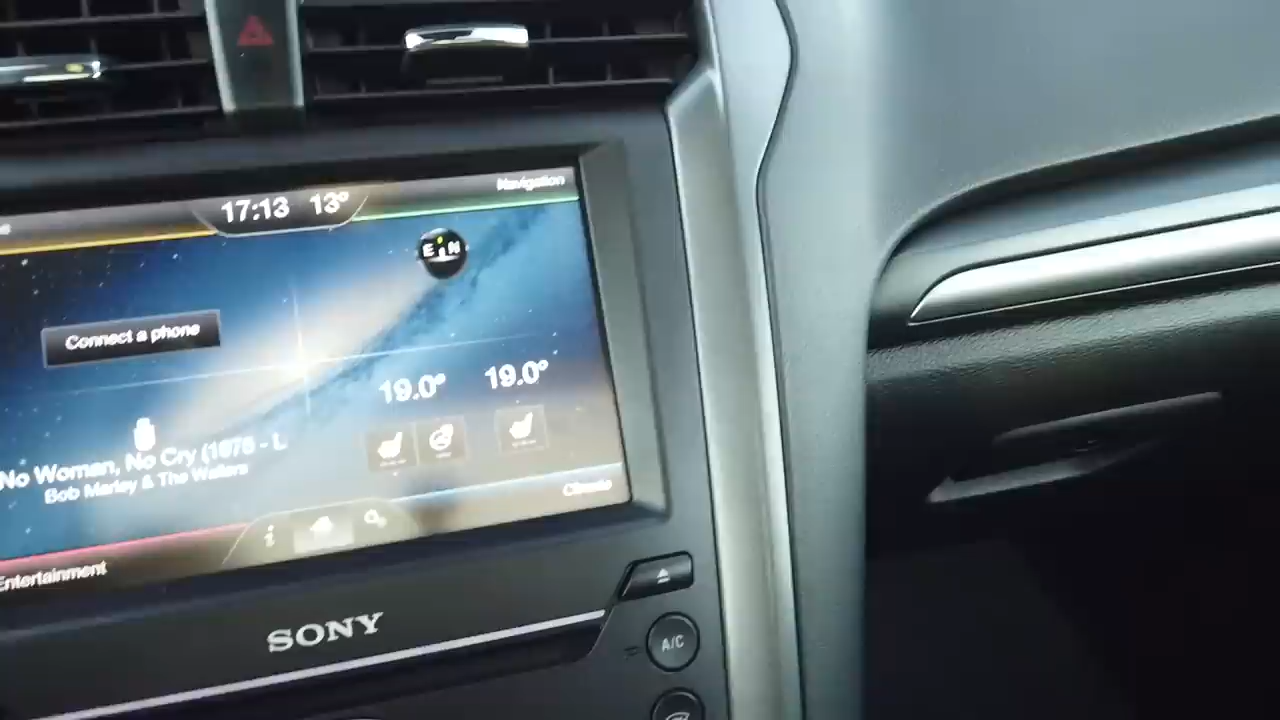 17:13 13°
Navigation
E N
Connect a phone
19.0° 19.0°
No Woman, No Cry (1976 - L
Bob Marley & The Wailers
Climate
i
Entertainment
SONY
A/C